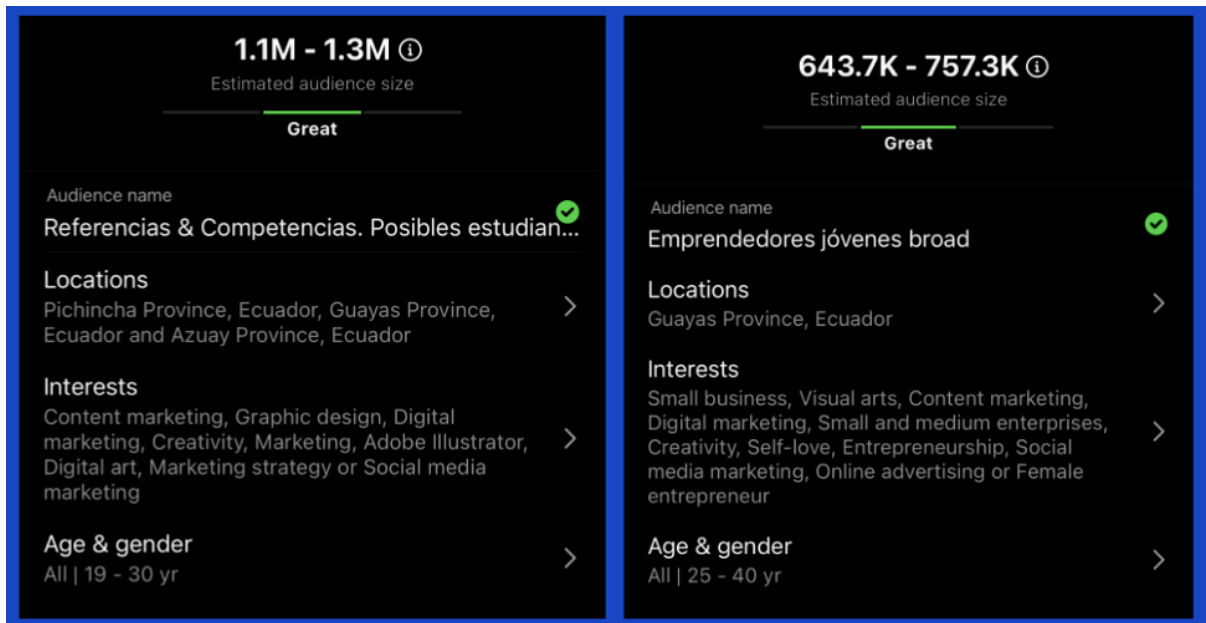 1.1M - 1.3M
Estimated audience size
Great
Audience name
Referencias & Competencias. Posibles estudian...
Locations
Pichincha Province, Ecuador, Guayas Province,
Ecuador and Azuay Province, Ecuador
Interests
Content marketing, Graphic design, Digital
marketing, Creativity, Marketing, Adobe Illustrator,
Digital art, Marketing strategy or Social media
marketing
Age & gender
All | 19 - 30 yr
643.7K - 757.3K
Estimated audience size
Great
Audience name
Emprendedores jóvenes broad
Locations
Guayas Province, Ecuador
Interests
Small business, Visual arts, Content marketing,
Digital marketing, Small and medium enterprises,
Creativity, Self-love, Entrepreneurship, Social
media marketing, Online advertising or Female
entrepreneur
Age & gender
All | 25 - 40 yr